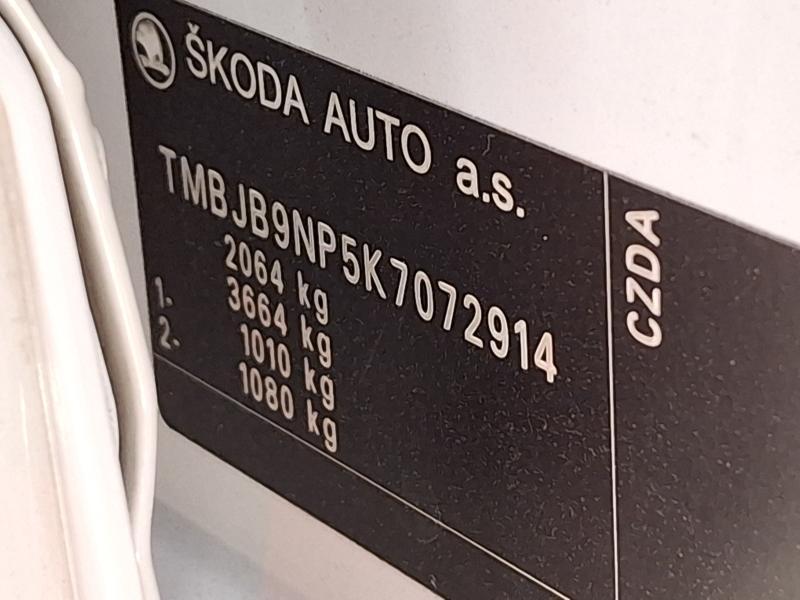 ŠKODA AUTO a.s.
TMBJB9NP5K7072914
2064 kg
3664 kg
1. 1010 kg
2. 1080 kg
CZDA